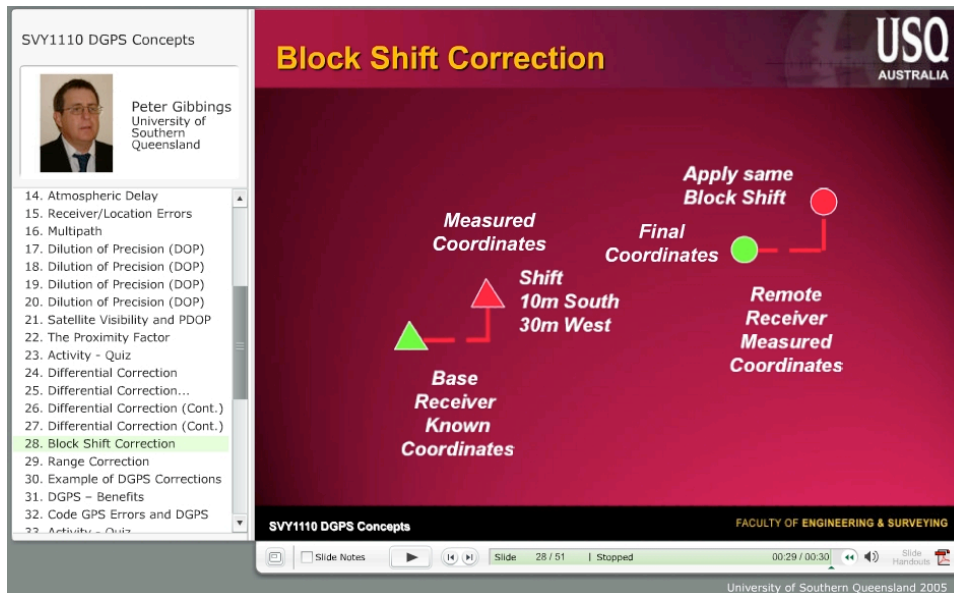 SVY1110 DGPS Concepts
Peter Gibbings
University of
Southern
Queensland
14. Atmospheric Delay
15. Receiver/Location Errors
16. Multipath
17. Dilution of Precision (DOP)
18. Dilution of Precision (DOP)
19. Dilution of Precision (DOP)
20. Dilution of Precision (DOP)
21. Satellite Visibility and PDOP
22. The Proximity Factor
23. Activity - Quiz
24. Differential Correction
25. Differential Correction...
26. Differential Correction (Cont.)
27. Differential Correction (Cont.)
28. Block Shift Correction
29. Range Correction
30. Example of DGPS Corrections
31. DGPS – Benefits
32. Code GPS Errors and DGPS
33. Activity - Quiz
Block Shift Correction
USQ
AUSTRALIA
Measured
Coordinates
Shift
10m South
30m West
Base
Receiver
Known
Coordinates
Apply same
Block Shift
Final
Coordinates
Remote
Receiver
Measured
Coordinates
SVY1110 DGPS Concepts
FACULTY OF ENGINEERING & SURVEYING
Slide Notes
Slide 28 / 51 | Stopped
00:29 / 00:30
Slide
Handouts
University of Southern Queensland 2005